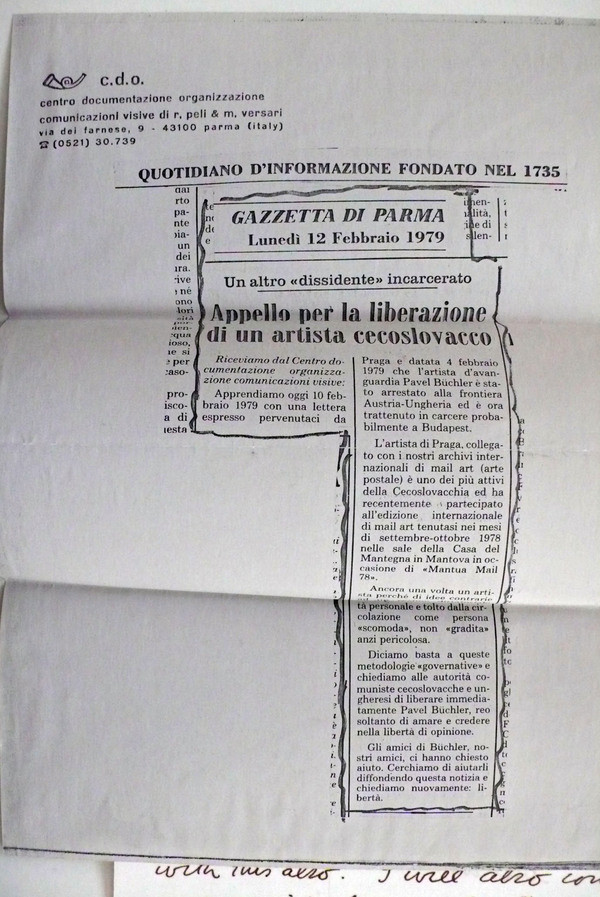 c.d.o.
centro documentazione organizzazione
comunicazioni visive di r. peli & m. versari
via dei farnese, 9 - 43100 parma (italy)
☎ (0521) 30.739
QUOTIDIANO D'INFORMAZIONE FONDATO NEL 1735
GAZZETTA DI PARMA
Lunedì 12 Febbraio 1979
Un altro «dissidente» incarcerato
Appello per la liberazione
di un artista cecoslovacco
Riceviamo dal Centro do-
cumentazione organizza-
zione comunicazioni visive:
Apprendiamo oggi 10 feb-
braio 1979 con una lettera
espresso pervenutaci da
Praga e datata 4 febbraio
1979 che l'artista d'avan-
guardia Pavel Büchler è sta-
to arrestato alla frontiera
Austria-Ungheria ed è ora
trattenuto in carcere proba-
bilmente a Budapest.
L'artista di Praga, collega-
to con i nostri archivi inter-
nazionali di mail art (arte
postale) è uno dei più attivi
della Cecoslovacchia ed ha
recentemente partecipato
all'edizione internazionale
di mail art tenutasi nei mesi
di settembre-ottobre 1978
nelle sale della Casa del
Mantegna in Mantova in oc-
casione di «Mantua Mail
78».
Ancora una volta un arti-
sta perché di idee contrarie
tà personale e tolto dalla cir-
colazione come persona
«scomoda», non «gradita»
anzi pericolosa.
Diciamo basta a queste
metodologie «governative» e
chiediamo alle autorità co-
muniste cecoslovacche e un-
gheresi di liberare immedia-
tamente Pavel Büchler, reo
soltanto di amare e credere
nella libertà di opinione.
Gli amici di Büchler, no-
stri amici, ci hanno chiesto
aiuto. Cerchiamo di aiutarli
diffondendo questa notizia e
chiediamo nuovamente: li-
bertà.
with this also. I will also con